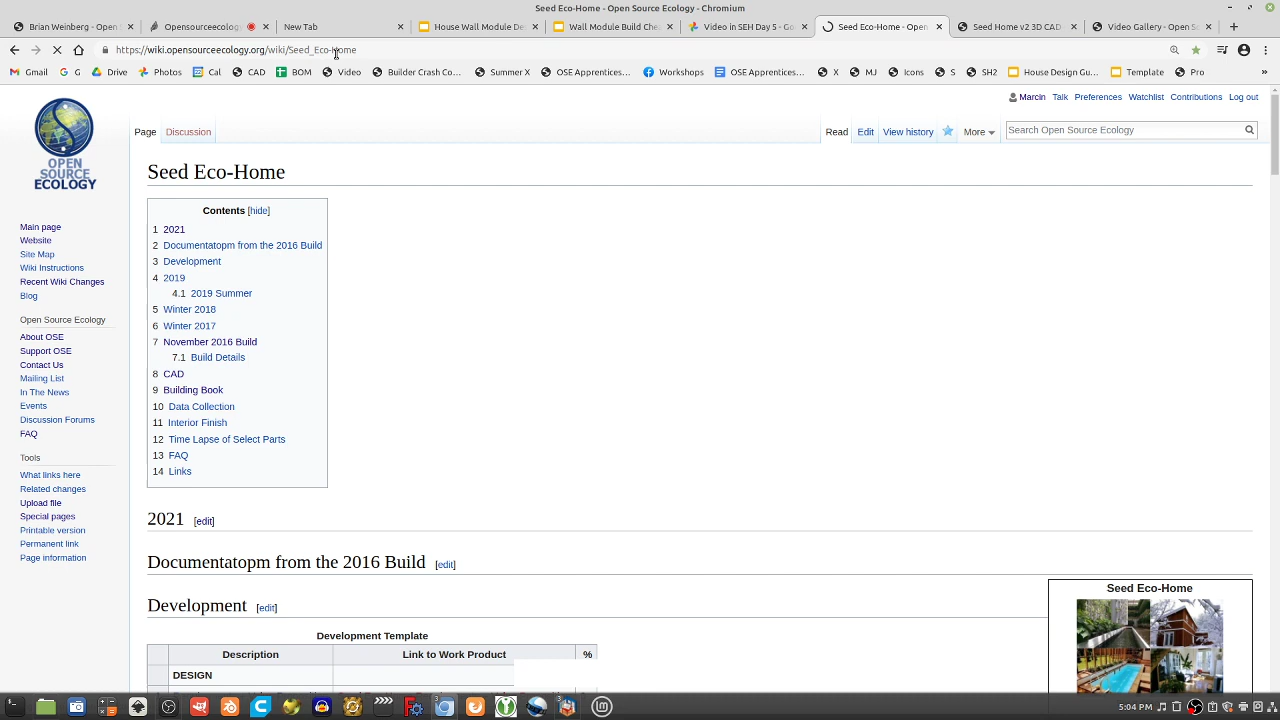 Seed Eco-Home - Open Source Ecology - Chromium
Brian Weinberg - Open
Opensourceecology
New Tab
House Wall Module De
Wall Module Build Che
Video in SEH Day 5 - Go
Seed Eco-Home - Open
Seed Home v2 3D CAD
Video Gallery - Open S
https://wiki.opensourceecology.org/wiki/Seed_Eco-Home
Gmail G Drive Photos Cal CAD BOM Video Builder Crash Co... Summer X OSE Apprentices... Workshops OSE Apprentices... X MJ Icons S SH2 House Design Gu... Template Pro »
Marcin Talk Preferences Watchlist Contributions Log out
Page Discussion Read Edit View history More Search Open Source Ecology
OPEN
SOURCE
ECOLOGY
Main page
Website
Site Map
Wiki Instructions
Recent Wiki Changes
Blog
Open Source Ecology
About OSE
Support OSE
Contact Us
Mailing List
In The News
Events
Discussion Forums
FAQ
Tools
What links here
Related changes
Upload file
Special pages
Printable version
Permanent link
Page information
Seed Eco-Home
Contents [hide]
1 2021
2 Documentatopm from the 2016 Build
3 Development
4 2019
4.1 2019 Summer
5 Winter 2018
6 Winter 2017
7 November 2016 Build
7.1 Build Details
8 CAD
9 Building Book
10 Data Collection
11 Interior Finish
12 Time Lapse of Select Parts
13 FAQ
14 Links
2021 [edit]
Documentatopm from the 2016 Build [edit]
Development [edit]
Development Template
Description Link to Work Product %
DESIGN
Seed Eco-Home
5:04 PM